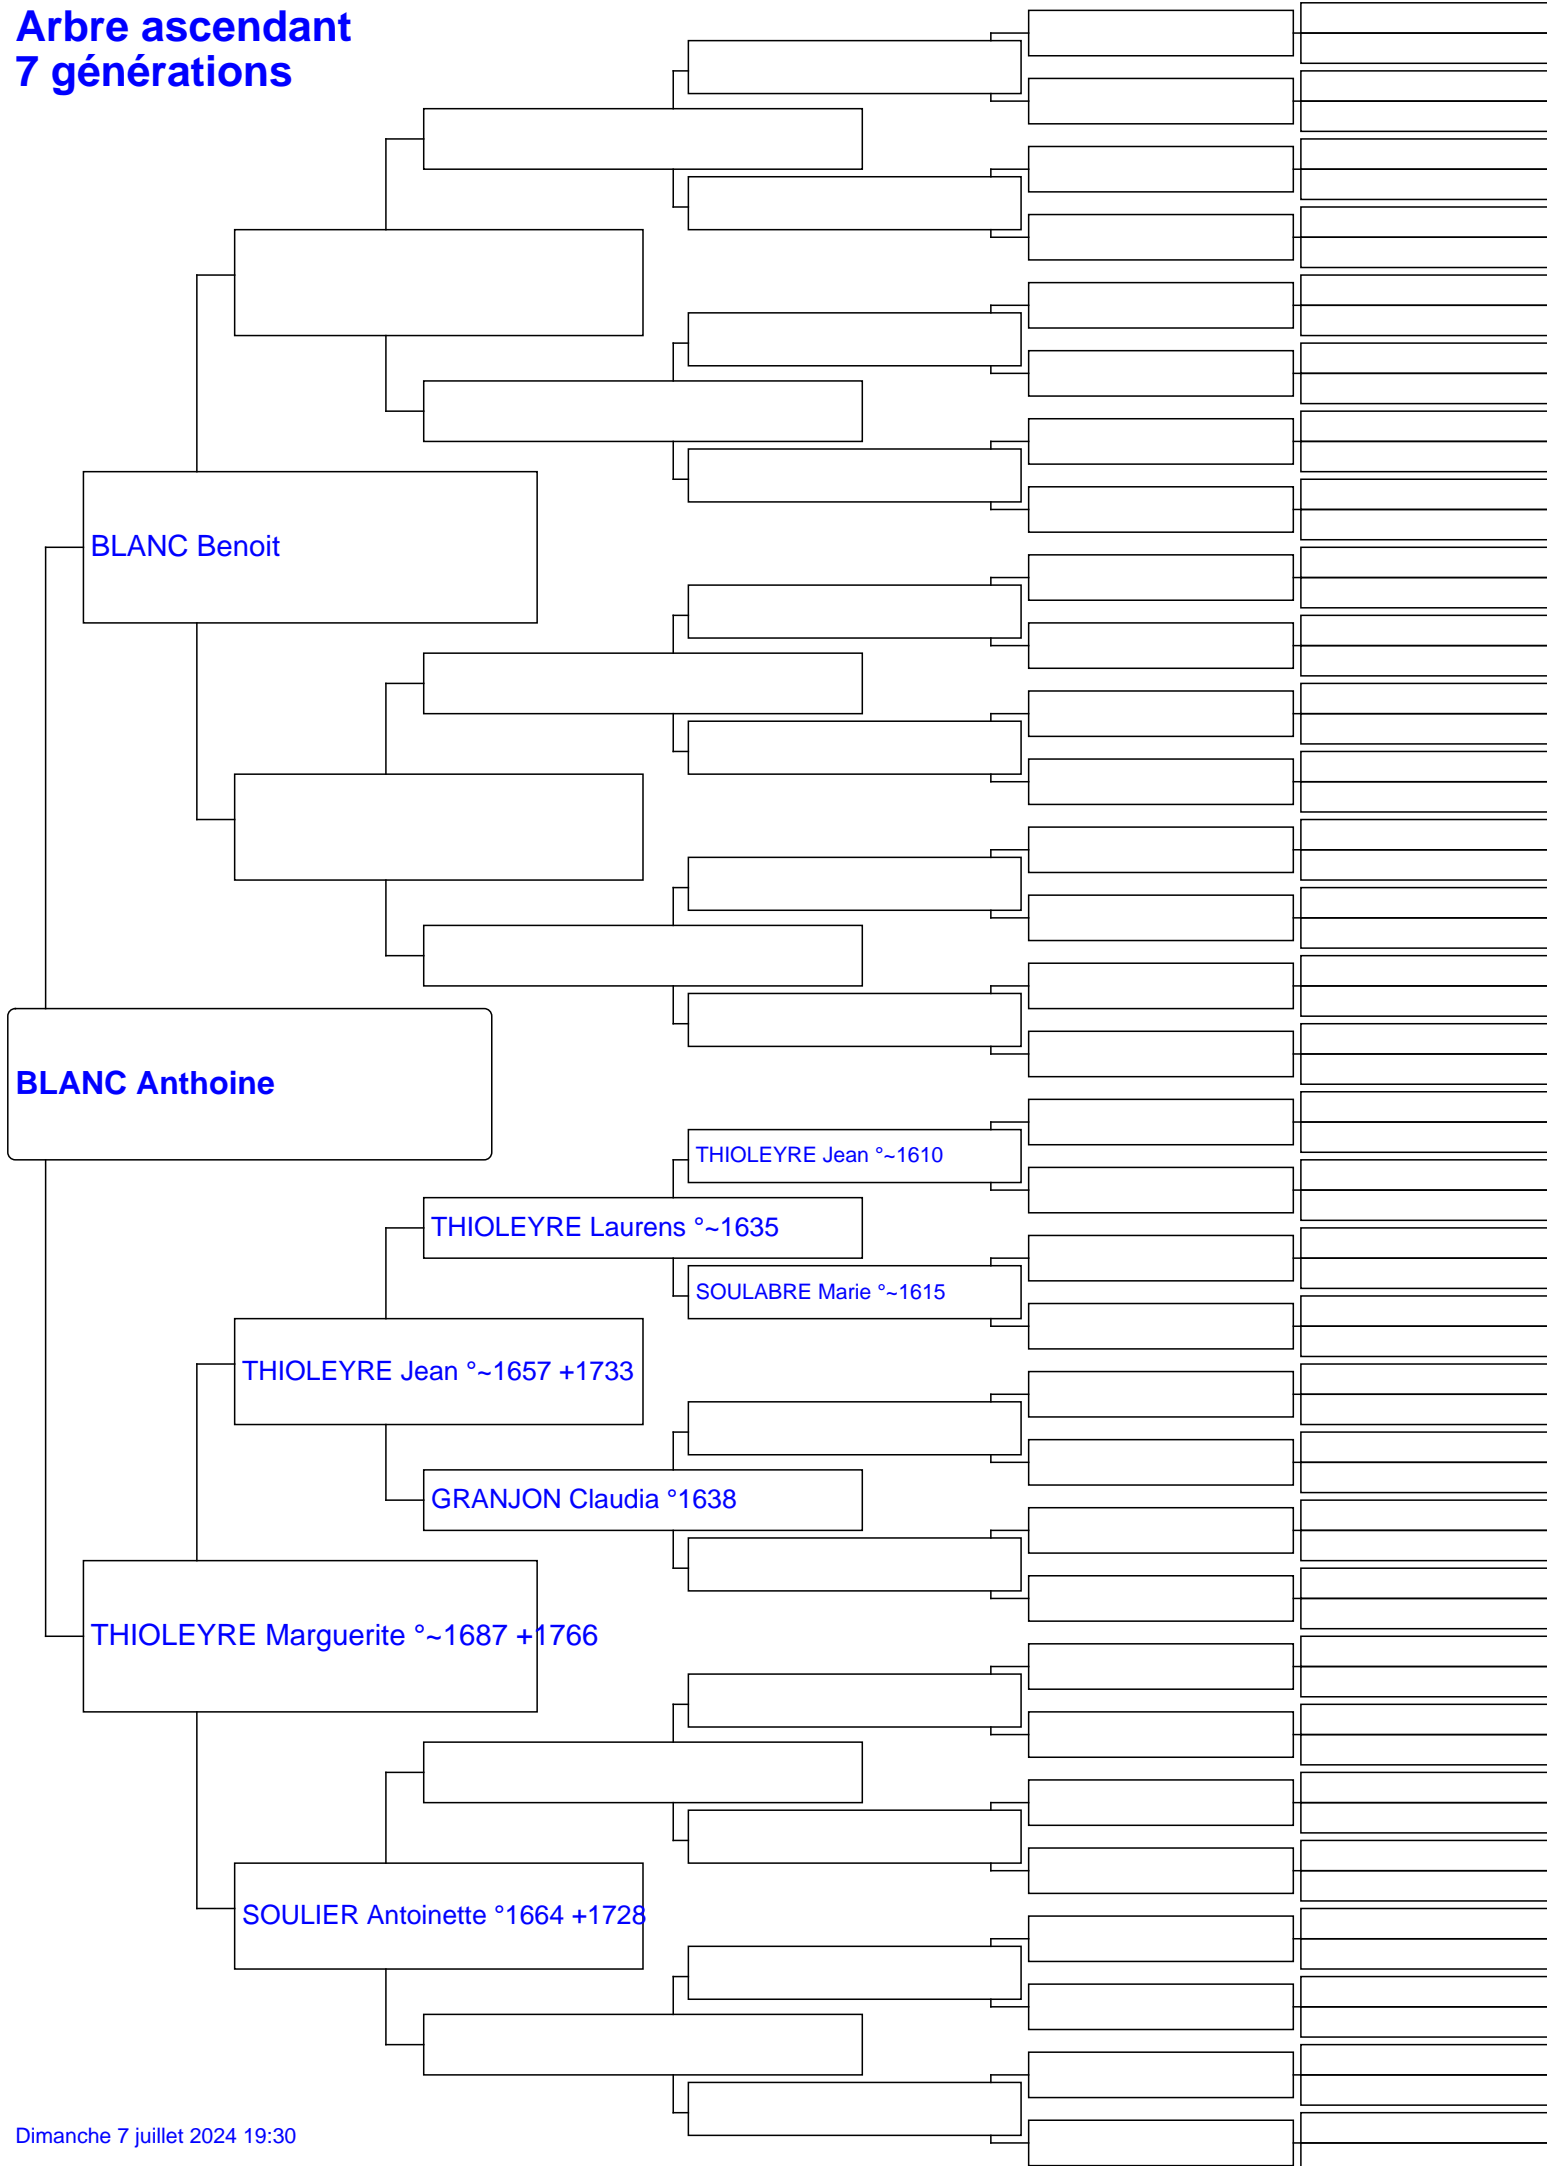 Arbre ascendant
7 générations
BLANC Benoit
BLANC Anthoine
THIOLEYRE Jean °~1610
THIOLEYRE Laurens °~1635
SOULABRE Marie °~1615
THIOLEYRE Jean °~1657 +1733
GRANJON Claudia °1638
THIOLEYRE Marguerite °~1687 +1766
SOULIER Antoinette °1664 +1728
Dimanche 7 juillet 2024 19:30